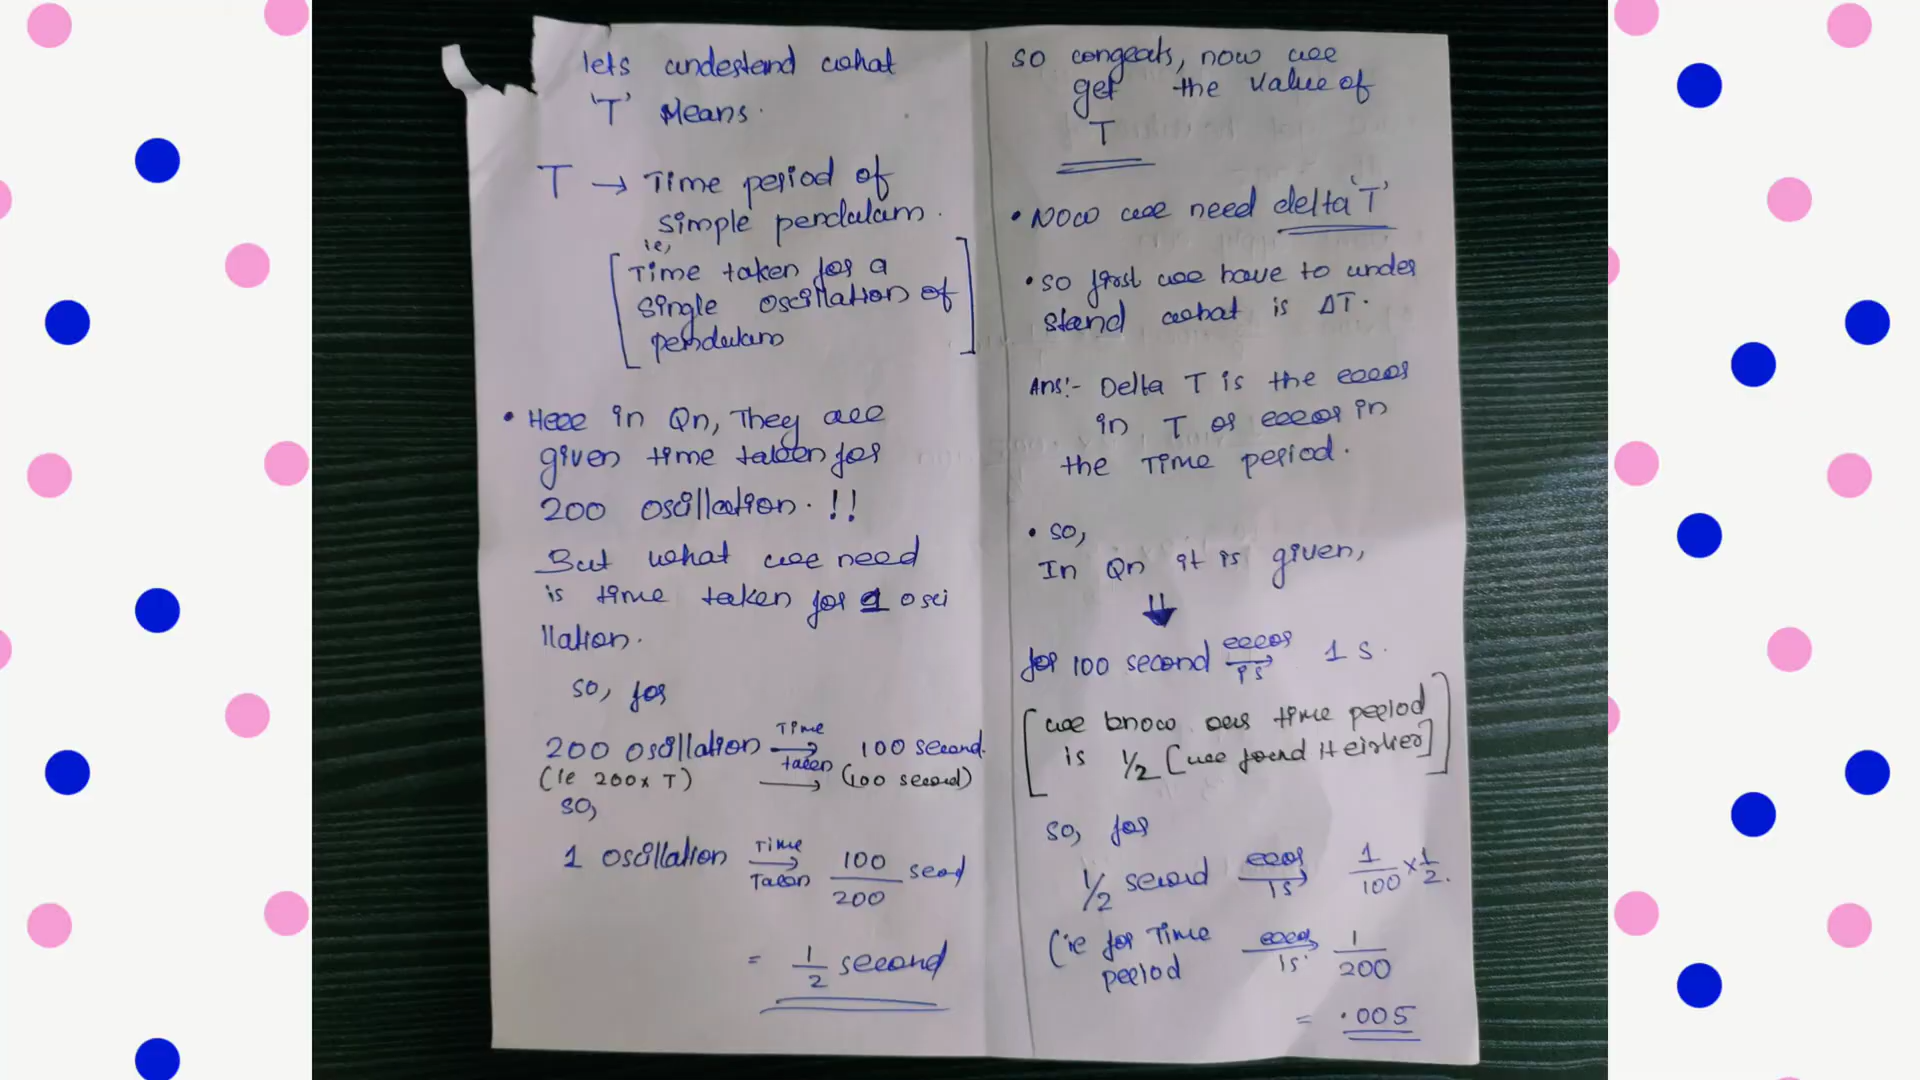 lets undestend what
'T' Means.
T → Time period of
simple pendulam.
ie,
Time taken for a
single oscillation of
pendulam
• Here in Qn, They are
given time taken for
200 oscillation. !!
But what we need
is time taken for 1 osci
llation.
so, for
200 oscillation Time taken → 100 second.
(ie 200x T) → (100 second)
so,
1 oscillation Time Taken → 100/200 secod
= 1/2 second
so congrats, now we
get the value of
T
• Now we need delta 'T'
• so first we have to under
stand what is ΔT.
Ans:- Delta T is the error
in T or error in
the Time period.
• so,
In Qn it is given,
⇓
for 100 second error is → 1 s.
[we know our time period
is 1/2 [we found it eirlier]]
so, for
1/2 second error is → 1/100 × 1/2.
(ie for Time period error is → 1/200
= .005